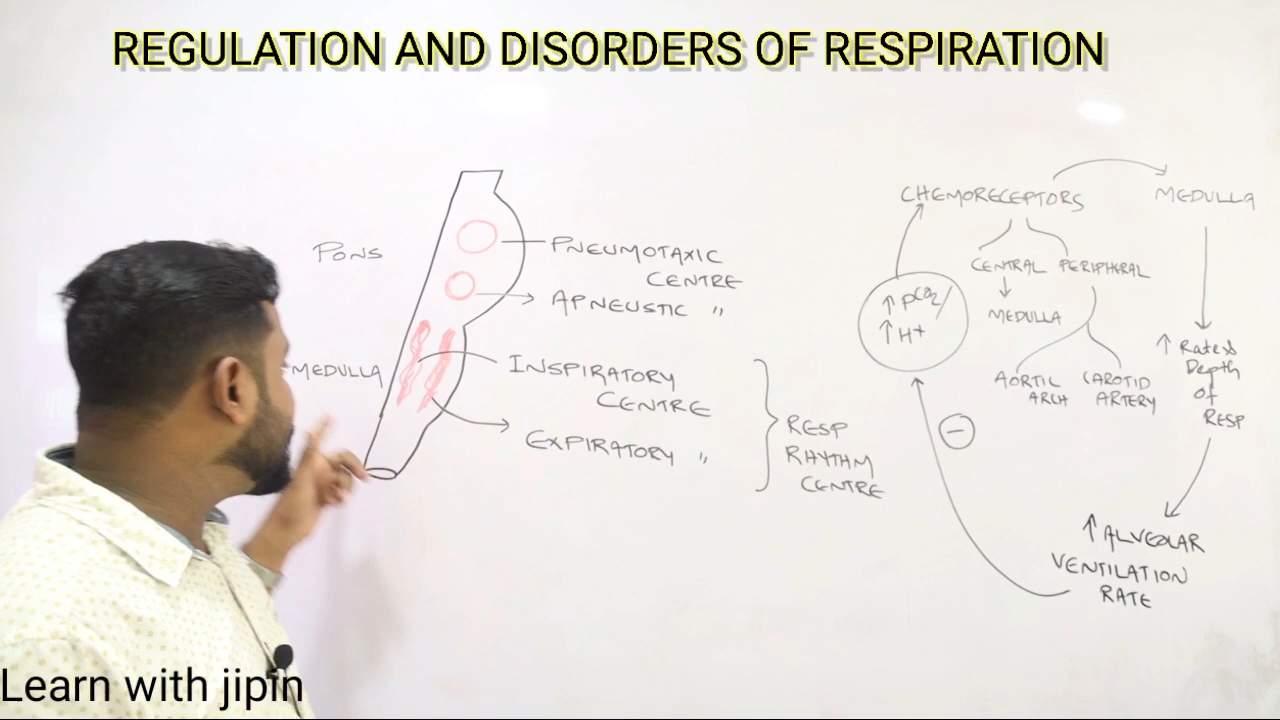 REGULATION AND DISORDERS OF RESPIRATION
PONS
PNEUMOTAXIC
CENTRE
APNEUSTIC "
MEDULLA
INSPIRATORY
CENTRE
EXPIRATORY "
RESP
RHYTHM
CENTRE
CHEMORECEPTORS
MEDULLA
CENTRAL PERIPHERAL
MEDULLA
AORTIC
ARCH
CAROTID
ARTERY
↑ PCO2/
↑ H+
−
↑ Rate &
Depth
of
RESP
↑ ALVEOLAR
VENTILATION
RATE
Learn with jipin